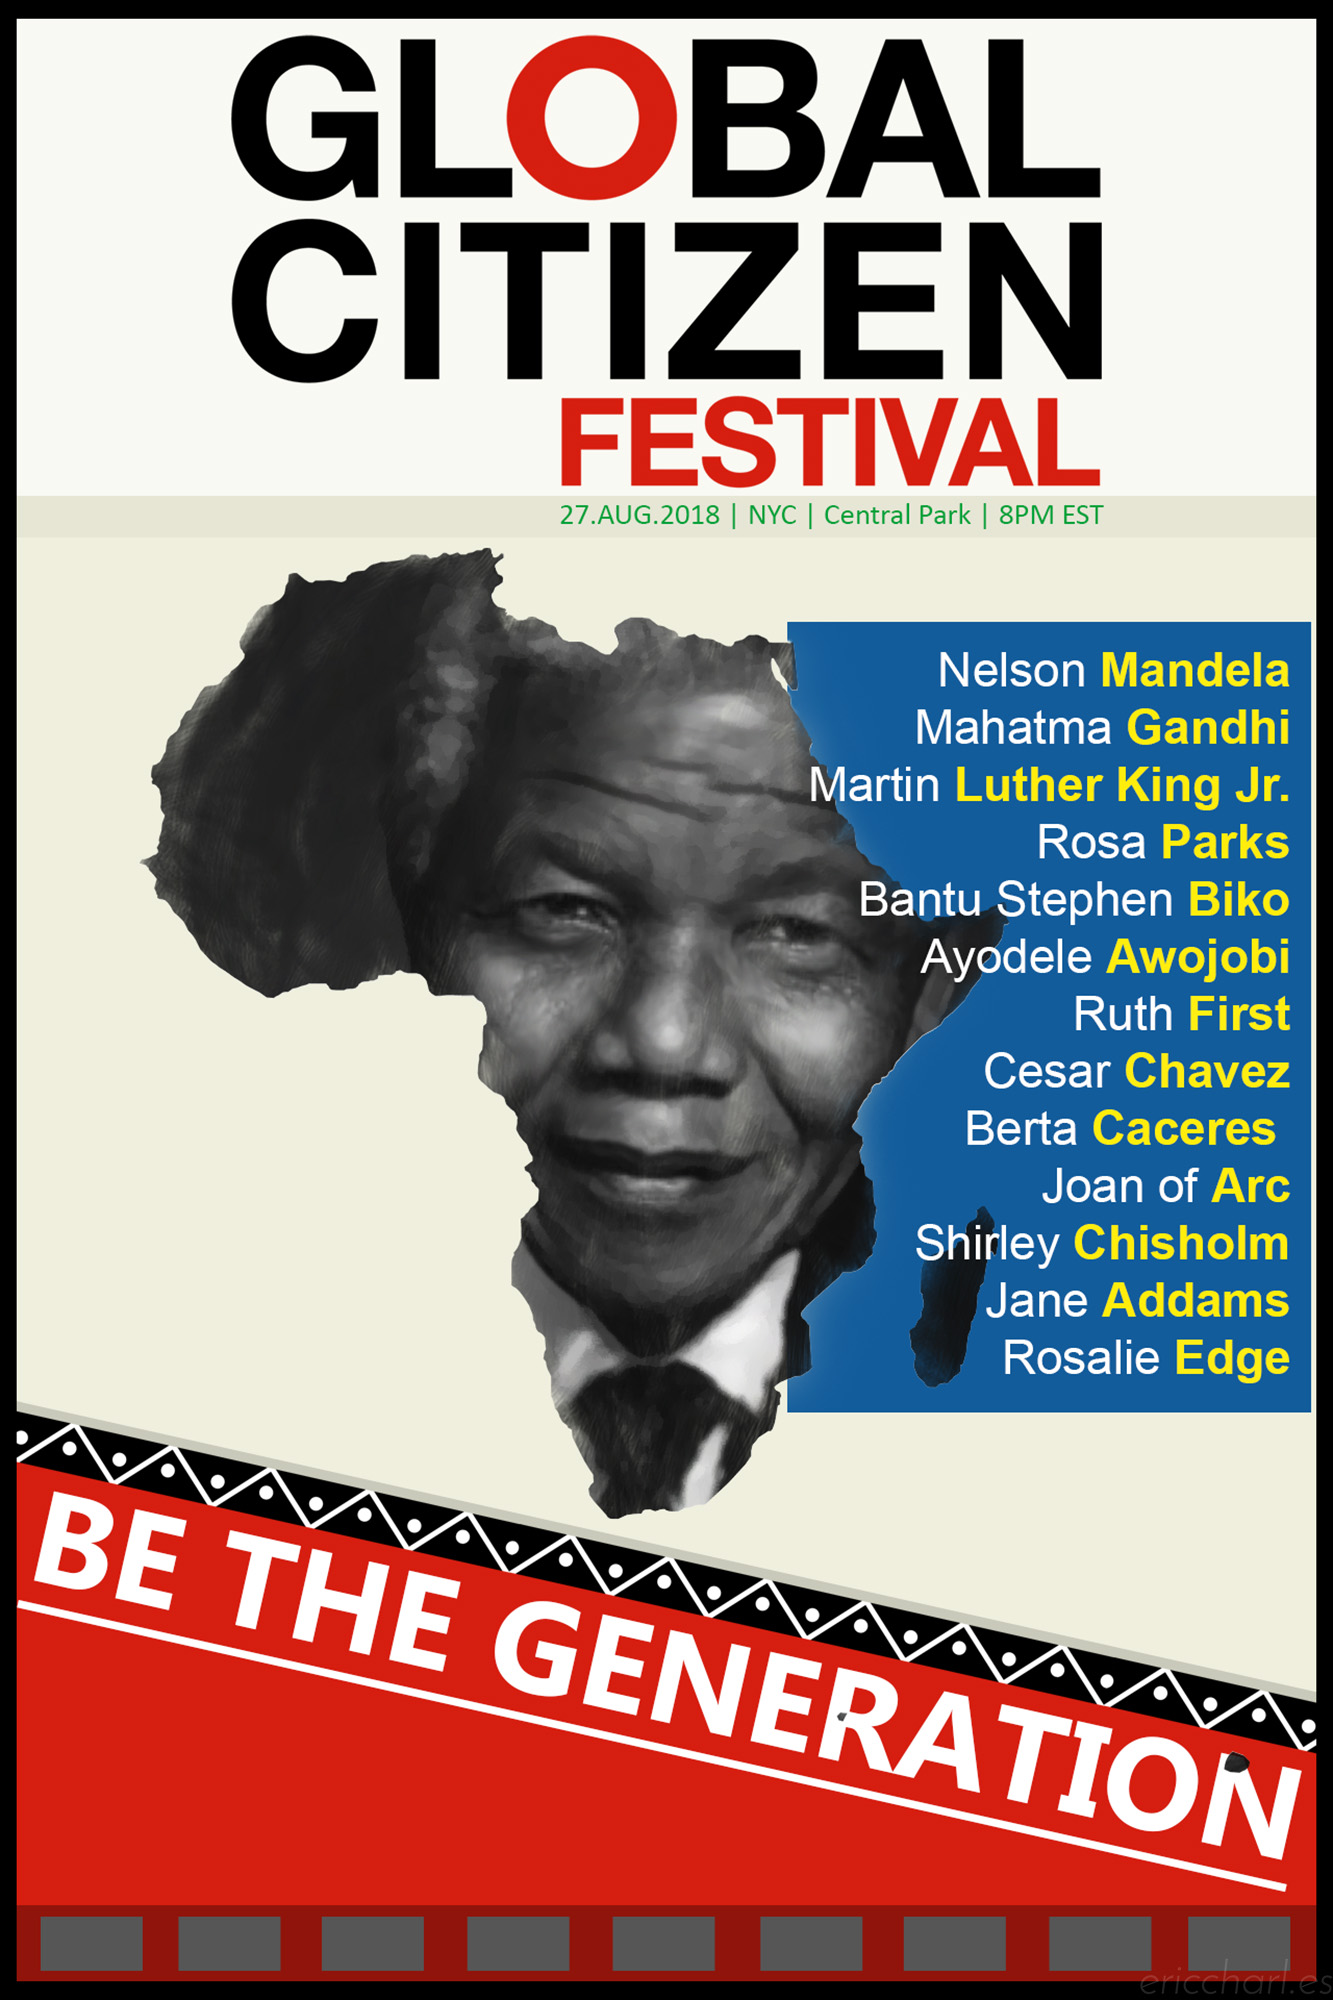 GLOBAL
CITIZEN
FESTIVAL
27.AUG.2018 | NYC | Central Park | 8PM EST
Nelson Mandela
Mahatma Gandhi
Martin Luther King Jr.
Rosa Parks
Bantu Stephen Biko
Ayodele Awojobi
Ruth First
Cesar Chavez
Berta Caceres
Joan of Arc
Shirley Chisholm
Jane Addams
Rosalie Edge
BE THE GENERATION
ericcharl.es